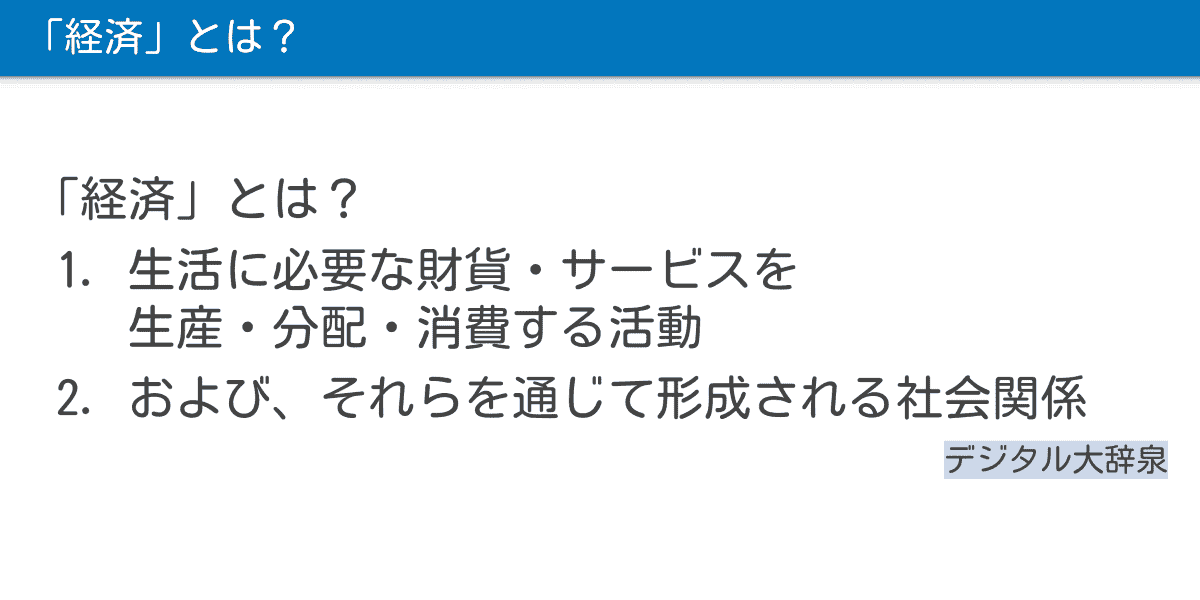 「経済」とは？
「経済」とは？
1. 生活に必要な財貨・サービスを
生産・分配・消費する活動
2. および、それらを通じて形成される社会関係
デジタル大辞泉